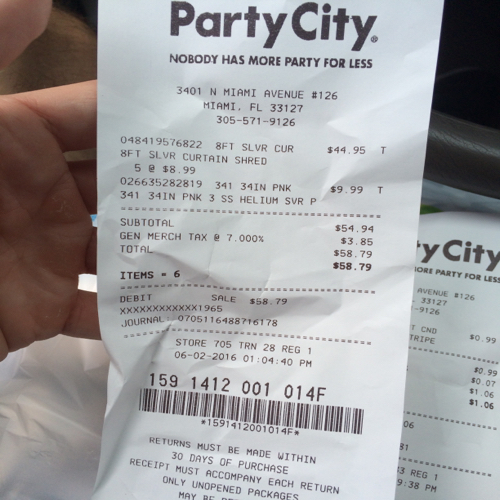 Party City®
NOBODY HAS MORE PARTY FOR LESS
3401 N MIAMI AVENUE #126
MIAMI, FL 33127
305-571-9126
048419576822 8FT SLVR CUR $44.95 T
8FT SLVR CURTAIN SHRED
5 @ $8.99
026635282819 341 34IN PNK $9.99 T
341 34IN PNK 3 SS HELIUM SVR P
SUBTOTAL $54.94
GEN MERCH TAX @ 7.000% $3.85
TOTAL $58.79
$58.79
ITEMS = 6
DEBIT SALE $58.79
XXXXXXXXXXXX1965
JOURNAL: 0705116488716178
STORE 705 TRN 28 REG 1
06-02-2016 01:04:40 PM
159 1412 001 014F
*1591412001014F*
RETURNS MUST BE MADE WITHIN
30 DAYS OF PURCHASE
RECEIPT MUST ACCOMPANY EACH RETURN
ONLY UNOPENED PACKAGES
MAY BE
ty City
ORE PARTY FOR LESS
AVENUE #126
33127
-9126
T CND $0.99
TRIPE
$0.99
$0.07
$1.06
$1.06
.06
81
3 REG 1
9:38 PM